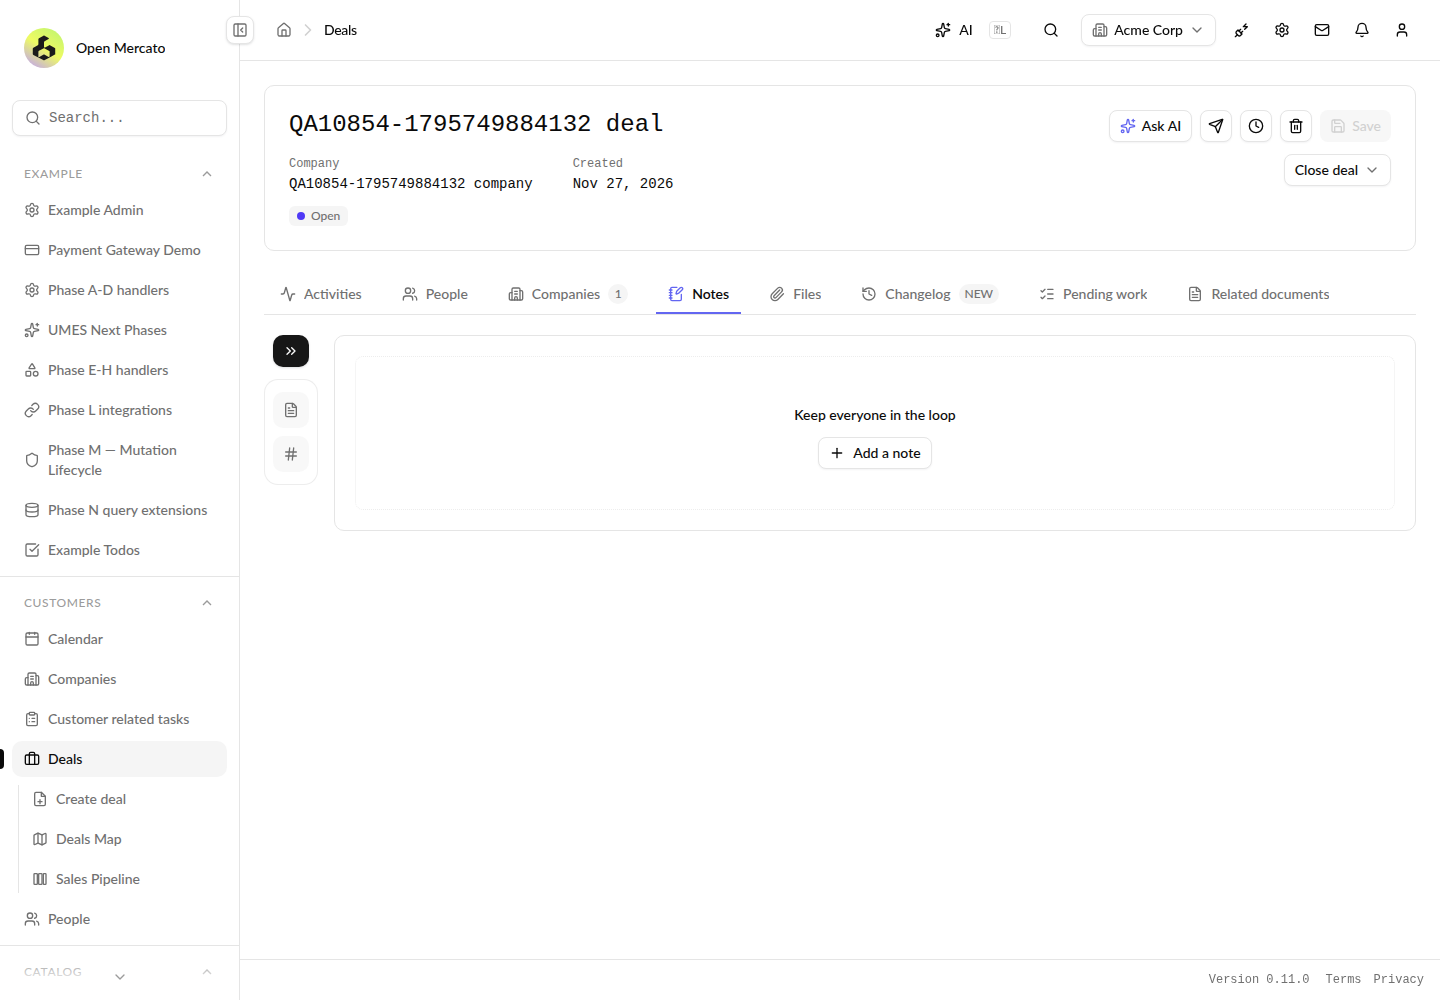 Open Mercato
Deals
AI
L
Acme Corp
Search...
EXAMPLE
Example Admin
Payment Gateway Demo
Phase A-D handlers
UMES Next Phases
Phase E-H handlers
Phase L integrations
Phase M — Mutation
Lifecycle
Phase N query extensions
Example Todos
CUSTOMERS
Calendar
Companies
Customer related tasks
Deals
Create deal
Deals Map
Sales Pipeline
People
CATALOG
QA10854-1795749884132 deal
Ask AI
Save
Company
Created
QA10854-1795749884132 company
Nov 27, 2026
Close deal
Open
Activities
People
Companies 1
Notes
Files
Changelog NEW
Pending work
Related documents
Keep everyone in the loop
Add a note
Version 0.11.0 Terms Privacy